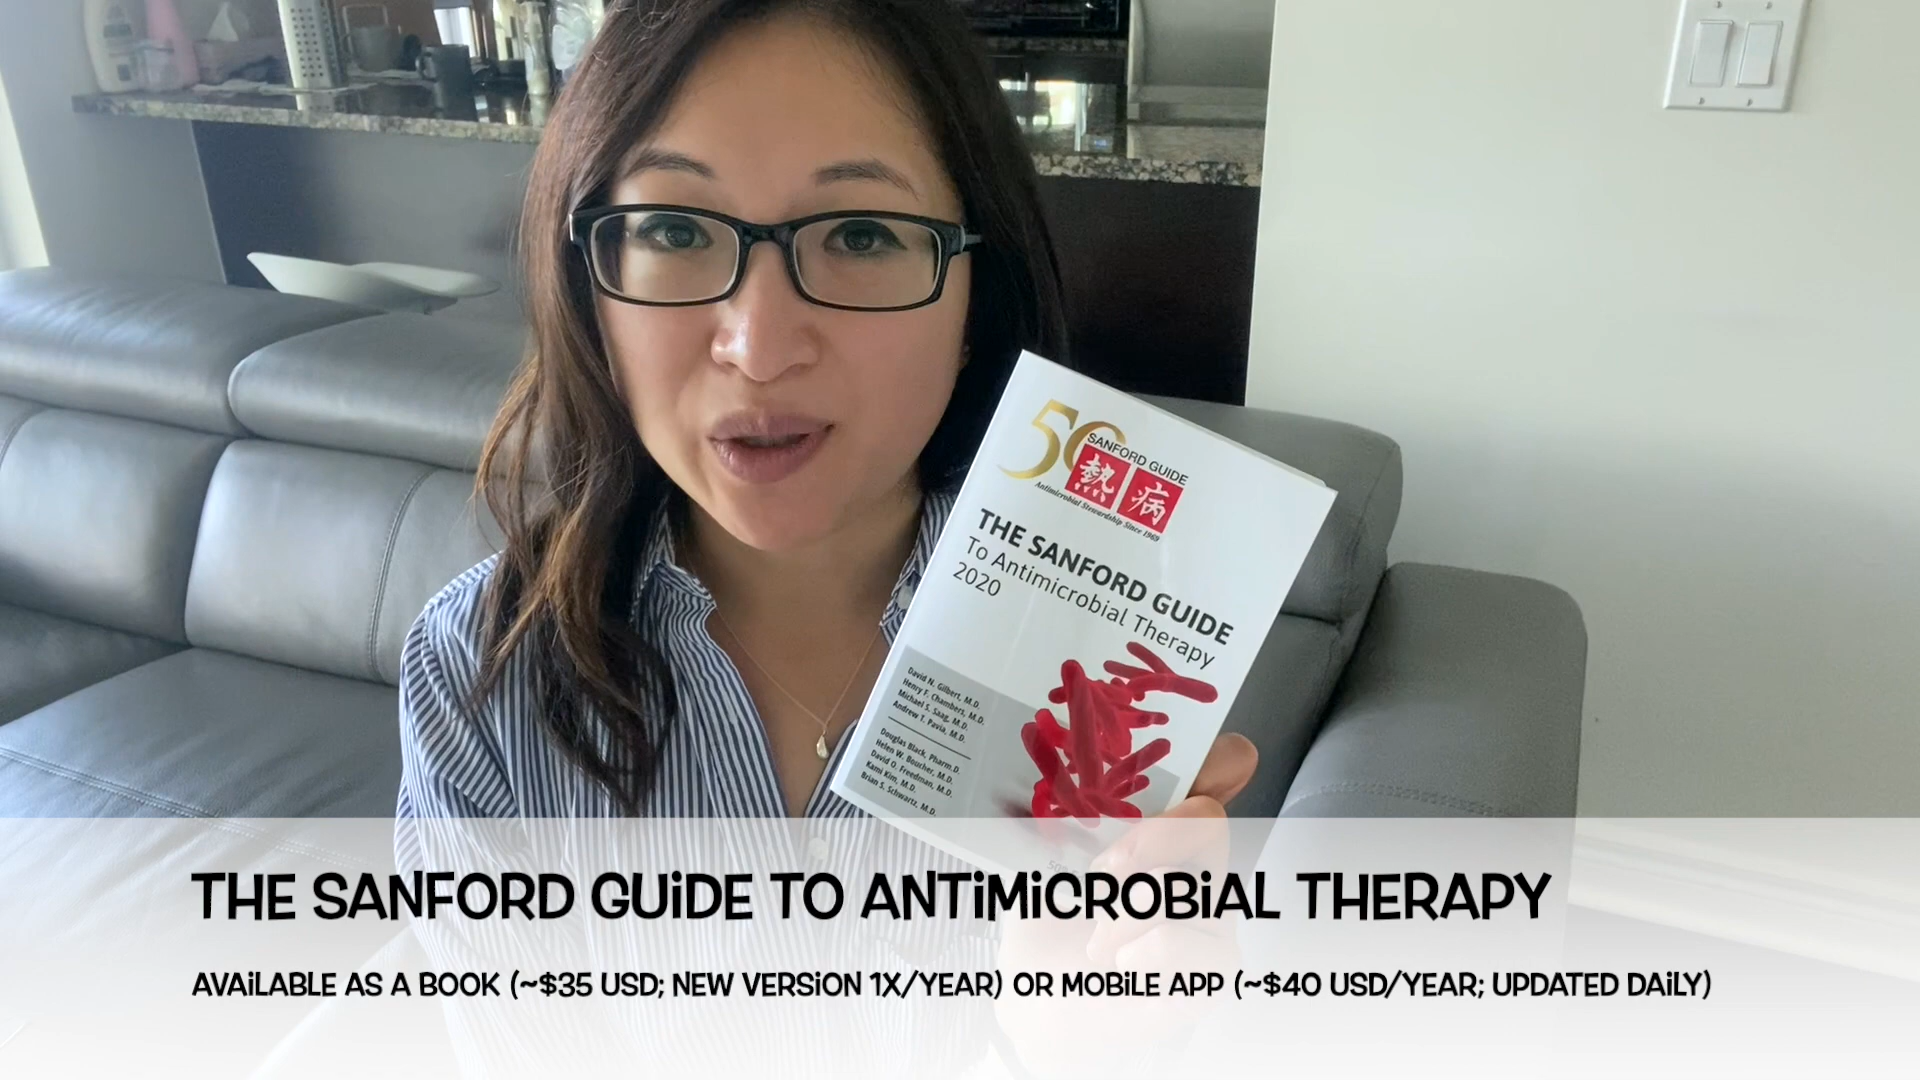 50
SANFORD GUIDE
熱病
Antimicrobial Stewardship Since 1969
THE SANFORD GUIDE
To Antimicrobial Therapy
2020
David N. Gilbert, M.D.
Henry F. Chambers, M.D.
Michael S. Saag, M.D.
Andrew T. Pavia, M.D.
Douglas Black, Pharm.D.
Helen W. Boucher, M.D.
David O. Freedman, M.D.
Kami Kim, M.D.
Brian S. Schwartz, M.D.
THE SANFORD GUiDE TO ANTiMiCROBiAL THERAPY
AVAiLABLE AS A BOOK (~$35 USD; NEW VERSiON 1X/YEAR) OR MOBiLE APP (~$40 USD/YEAR; UPDATED DAiLY)